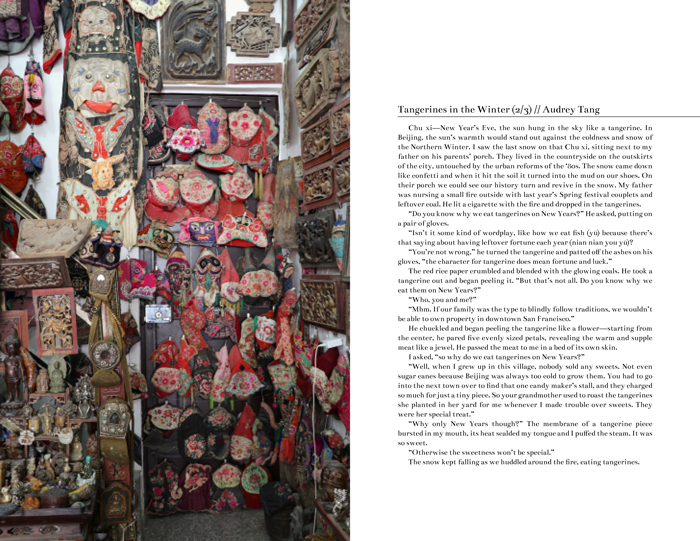 Tangerines in the Winter (2/3) // Audrey Tang
Chu xi—New Year's Eve, the sun hung in the sky like a tangerine. In
Beijing, the sun's warmth would stand out against the coldness and snow of
the Northern Winter. I saw the last snow on that Chu xi, sitting next to my
father on his parents' porch. They lived in the countryside on the outskirts
of the city, untouched by the urban reforms of the '80s. The snow came down
like confetti and when it hit the soil it turned into the mud on our shoes. On
their porch we could see our history turn and revive in the snow. My father
was nursing a small fire outside with last year's Spring festival couplets and
leftover coal. He lit a cigarette with the fire and dropped in the tangerines.
"Do you know why we eat tangerines on New Years?" He asked, putting on
a pair of gloves.
"Isn't it some kind of wordplay, like how we eat fish (yú) because there's
that saying about having leftover fortune each year (nian nian you yú)?
"You're not wrong," he turned the tangerine and patted off the ashes on his
gloves, "the character for tangerine does mean fortune and luck."
The red rice paper crumbled and blended with the glowing coals. He took a
tangerine out and began peeling it. "But that's not all. Do you know why we
eat them on New Years?"
"Who, you and me?"
"Mhm. If our family was the type to blindly follow traditions, we wouldn't
be able to own property in downtown San Francisco."
He chuckled and began peeling the tangerine like a flower—starting from
the center, he pared five evenly sized petals, revealing the warm and supple
meat like a jewel. He passed the meat to me in a bed of its own skin.
I asked, "so why do we eat tangerines on New Years?"
"Well, when I grew up in this village, nobody sold any sweets. Not even
sugar canes because Beijing was always too cold to grow them. You had to go
into the next town over to find that one candy maker's stall, and they charged
so much for just a tiny piece. So your grandmother used to roast the tangerines
she planted in her yard for me whenever I made trouble over sweets. They
were her special treat."
"Why only New Years though?" The membrane of a tangerine piece
bursted in my mouth, its heat scalded my tongue and I puffed the steam. It was
so sweet.
"Otherwise the sweetness won't be special."
The snow kept falling as we huddled around the fire, eating tangerines.